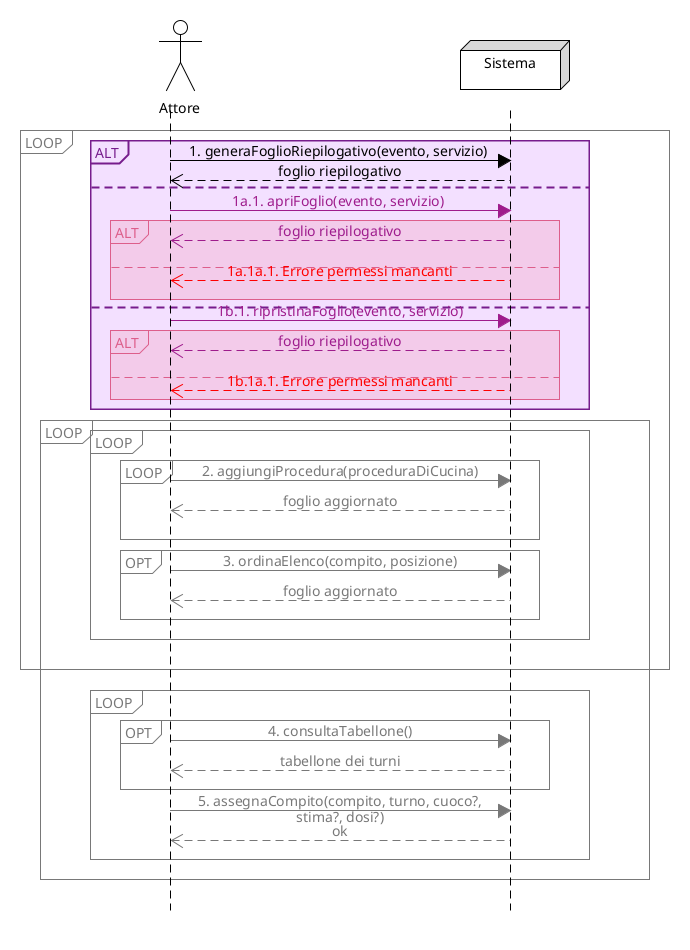 Attore
Sistema
LOOP
ALT
1. generaFoglioRiepilogativo(evento, servizio)
foglio riepilogativo
1a.1. apriFoglio(evento, servizio)
ALT
foglio riepilogativo
1a.1a.1. Errore permessi mancanti
1b.1. ripristinaFoglio(evento, servizio)
ALT
foglio riepilogativo
1b.1a.1. Errore permessi mancanti
LOOP
LOOP
LOOP
2. aggiungiProcedura(proceduraDiCucina)
foglio aggiornato
OPT
3. ordinaElenco(compito, posizione)
foglio aggiornato
LOOP
OPT
4. consultaTabellone()
tabellone dei turni
5. assegnaCompito(compito, turno, cuoco?,
stima?, dosi?)
ok